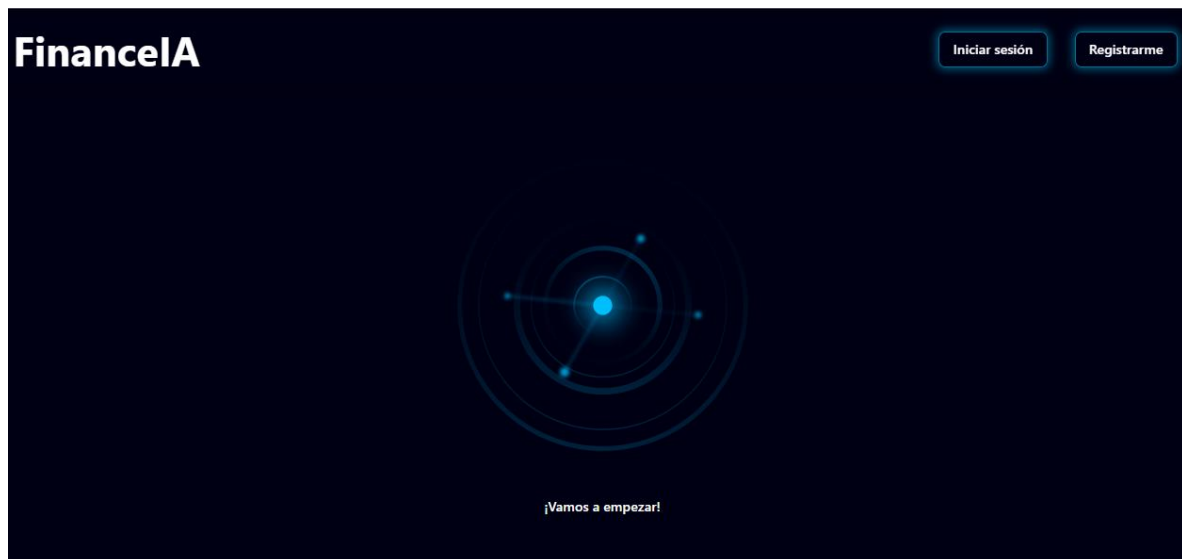 FinanceIA
Iniciar sesión
Registrarme
¡Vamos a empezar!